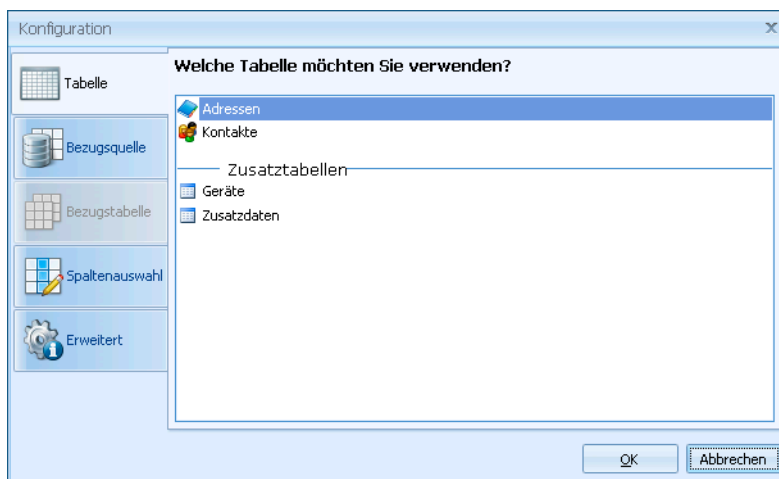 Konfiguration
Tabelle
Bezugsquelle
Bezugstabelle
Spaltenauswahl
Erweitert
Welche Tabelle möchten Sie verwenden?
Adressen
Kontakte
Zusatztabellen
Geräte
Zusatzdaten
OK
Abbrechen